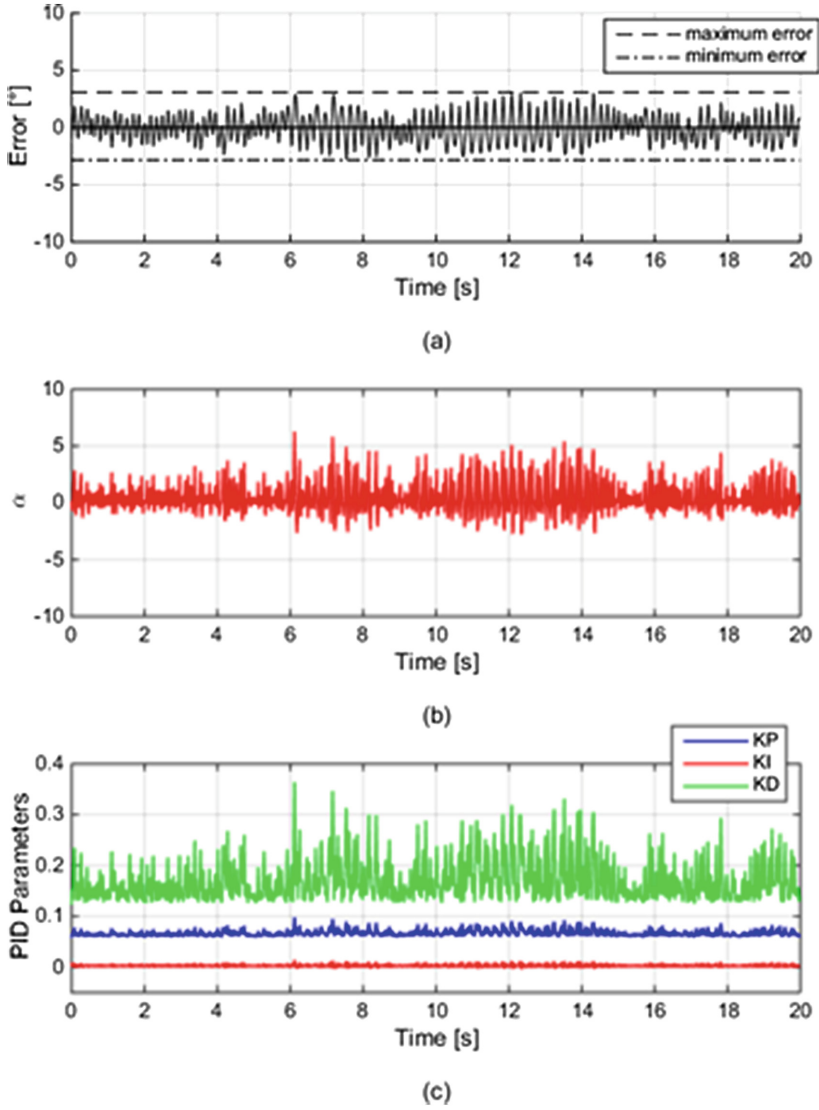 10
5
0
-5
-10
Error [°]
maximum error
minimum error
0 2 4 6 8 10 12 14 16 18 20
Time [s]
(a)
10
5
0
-5
-10
α
0 2 4 6 8 10 12 14 16 18 20
Time [s]
(b)
KP
KI
KD
0.4
0.3
0.2
0.1
0
PID Parameters
0 2 4 6 8 10 12 14 16 18 20
Time [s]
(c)